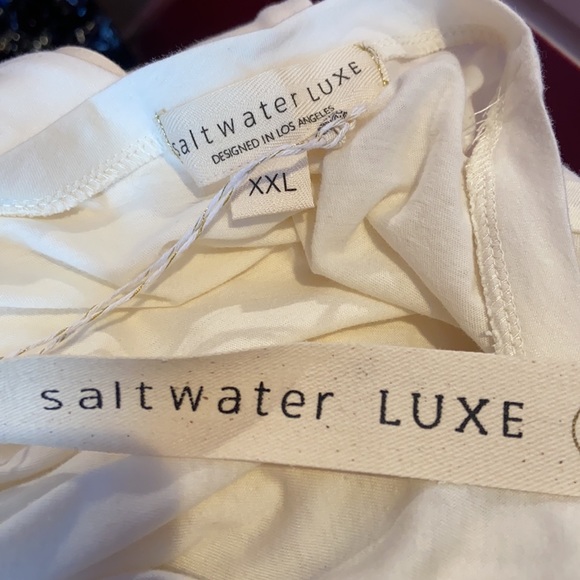 saltwater LUXE
DESIGNED IN LOS ANGELES
XXL
saltwater LUXE